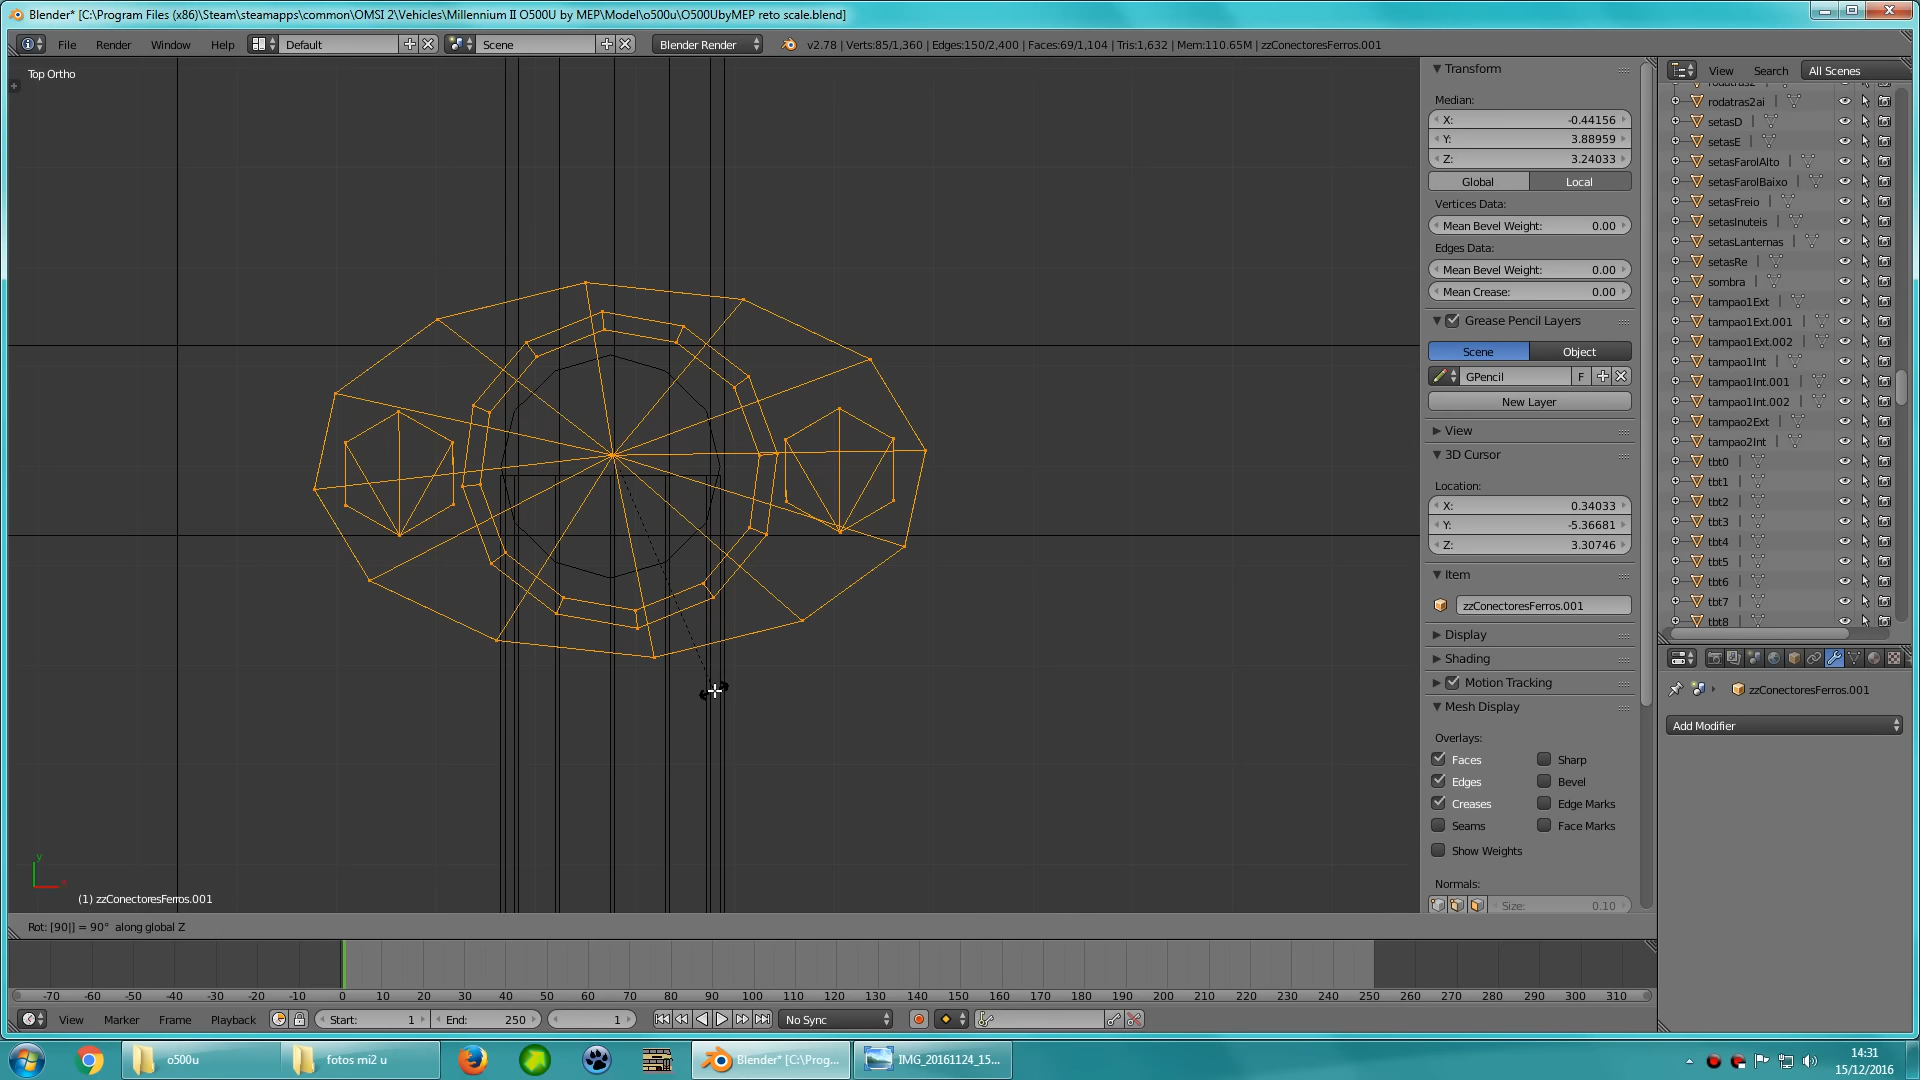 Blender* [C:\Program Files (x86)\Steam\steamapps\common\OMSI 2\Vehicles\Millennium II O500U by MEP\Model\o500u\O500UbyMEP reto scale.blend]
File Render Window Help Default Scene Blender Render v2.78 | Verts:85/1,360 | Edges:150/2,400 | Faces:69/1,104 | Tris:1,632 | Mem:110.65M | zzConectoresFerros.001
Top Ortho
Transform
Median:
X: -0.44156
Y: 3.88959
Z: 3.24033
Global Local
Vertices Data:
Mean Bevel Weight: 0.00
Edges Data:
Mean Bevel Weight: 0.00
Mean Crease: 0.00
Grease Pencil Layers
Scene Object
GPencil F
New Layer
View
3D Cursor
Location:
X: 0.34033
Y: -5.36681
Z: 3.30746
Item
zzConectoresFerros.001
Display
Shading
Motion Tracking
Mesh Display
Overlays:
Faces Sharp
Edges Bevel
Creases Edge Marks
Seams Face Marks
Show Weights
Normals:
Size: 0.10
View Search All Scenes
rodatras2ai
setasD
setasE
setasFarolAlto
setasFarolBaixo
setasFreio
setasInuteis
setasLanternas
setasRe
sombra
tampao1Ext
tampao1Ext.001
tampao1Ext.002
tampao1Int
tampao1Int.001
tampao1Int.002
tampao2Ext
tampao2Int
tbt0
tbt1
tbt2
tbt3
tbt4
tbt5
tbt6
tbt7
tbt8
zzConectoresFerros.001
Add Modifier
y
x
(1) zzConectoresFerros.001
Rot: [90|] = 90° along global Z
-70 -60 -50 -40 -30 -20 -10 0 10 20 30 40 50 60 70 80 90 100 110 120 130 140 150 160 170 180 190 200 210 220 230 240 250 260 270 280 290 300 310
View Marker Frame Playback Start: 1 End: 250 1 No Sync
o500u fotos mi2 u Blender* [C:\Prog... IMG_20161124_15...
14:31
15/12/2016